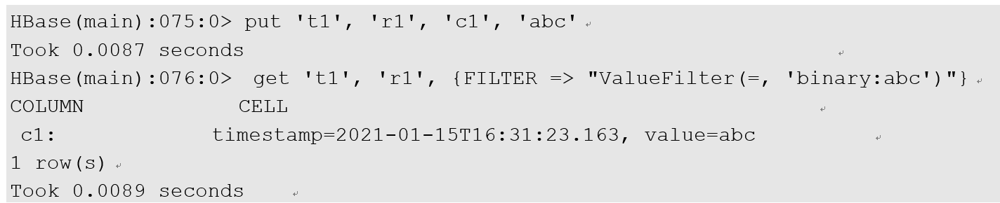 HBase(main):075:0> put 't1', 'r1', 'c1', 'abc'
Took 0.0087 seconds
HBase(main):076:0>  get 't1', 'r1', {FILTER => "ValueFilter(=, 'binary:abc')"}
COLUMN            CELL
 c1:            timestamp=2021-01-15T16:31:23.163, value=abc
1 row(s)
Took 0.0089 seconds